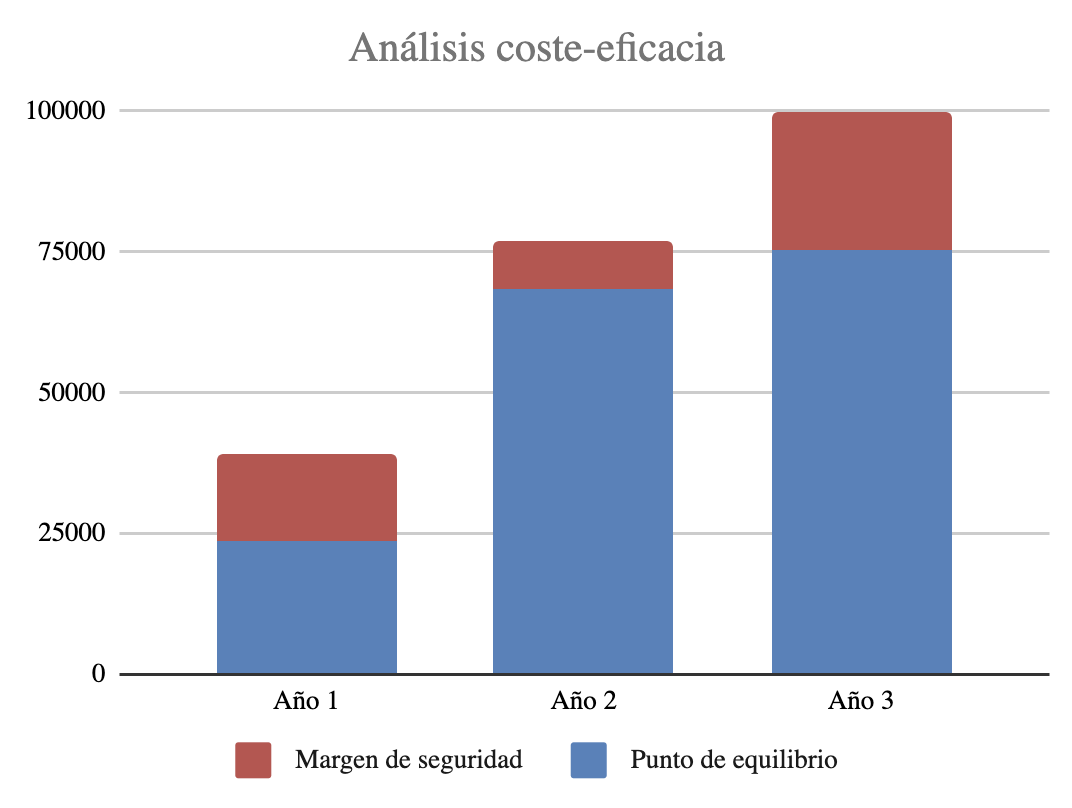 Análisis coste-eficacia
100000
75000
50000
25000
0
Año 1 Año 2 Año 3
Margen de seguridad Punto de equilibrio